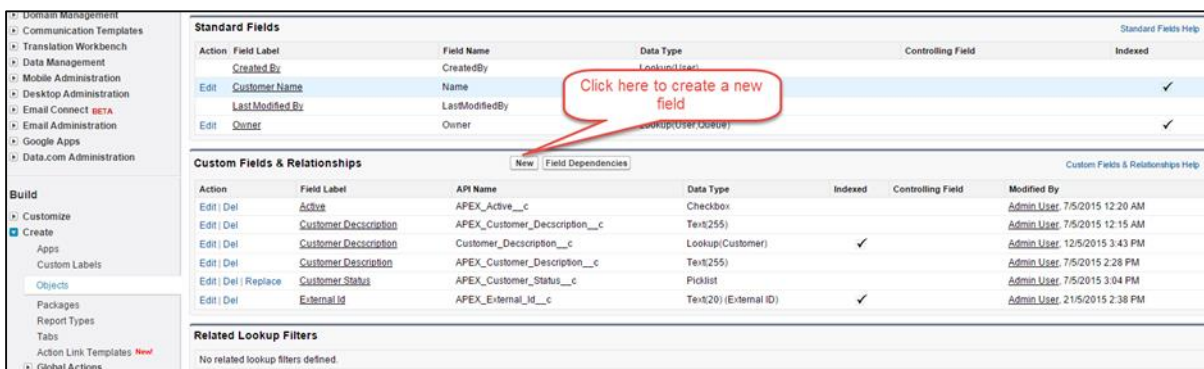 Domain Management
Communication Templates
Translation Workbench
Data Management
Mobile Administration
Desktop Administration
Email Connect BETA
Email Administration
Google Apps
Data.com Administration
Build
Customize
Create
Apps
Custom Labels
Objects
Packages
Report Types
Tabs
Action Link Templates New!
Global Actions
Standard Fields Standard Fields Help
Action Field Label Field Name Data Type Controlling Field Indexed
Created By CreatedBy Lookup(User)
Edit Customer Name Name
Last Modified By LastModifiedBy
Edit Owner Owner Lookup(User,Queue)
Click here to create a new
field
Custom Fields & Relationships New Field Dependencies Custom Fields & Relationships Help
Action Field Label API Name Data Type Indexed Controlling Field Modified By
Edit | Del Active APEX_Active__c Checkbox Admin User, 7/5/2015 12:20 AM
Edit | Del Customer Decscription APEX_Customer_Decscription__c Text(255) Admin User, 7/5/2015 12:15 AM
Edit | Del Customer Decscription Customer_Decscription__c Lookup(Customer) Admin User, 12/5/2015 3:43 PM
Edit | Del Customer Description APEX_Customer_Description__c Text(255) Admin User, 7/5/2015 2:28 PM
Edit | Del | Replace Customer Status APEX_Customer_Status__c Picklist Admin User, 7/5/2015 3:04 PM
Edit | Del External Id APEX_External_Id__c Text(20) (External ID) Admin User, 21/5/2015 2:38 PM
Related Lookup Filters
No related lookup filters defined.